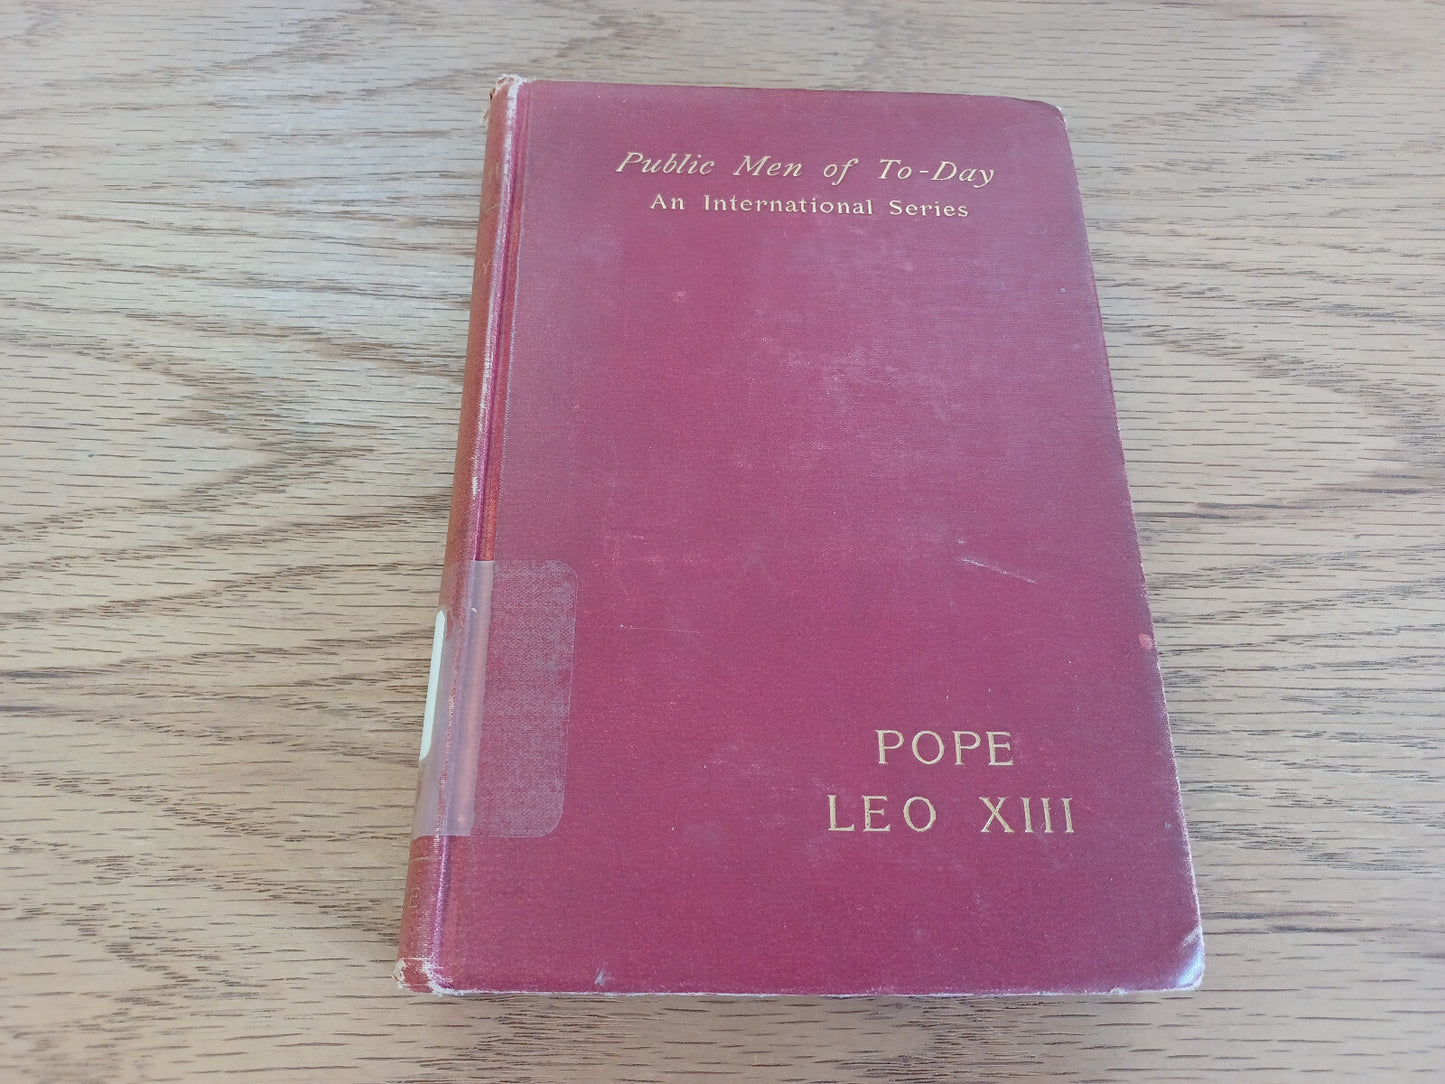 Public Men of To-Day
An International Series
POPE
LEO XIII